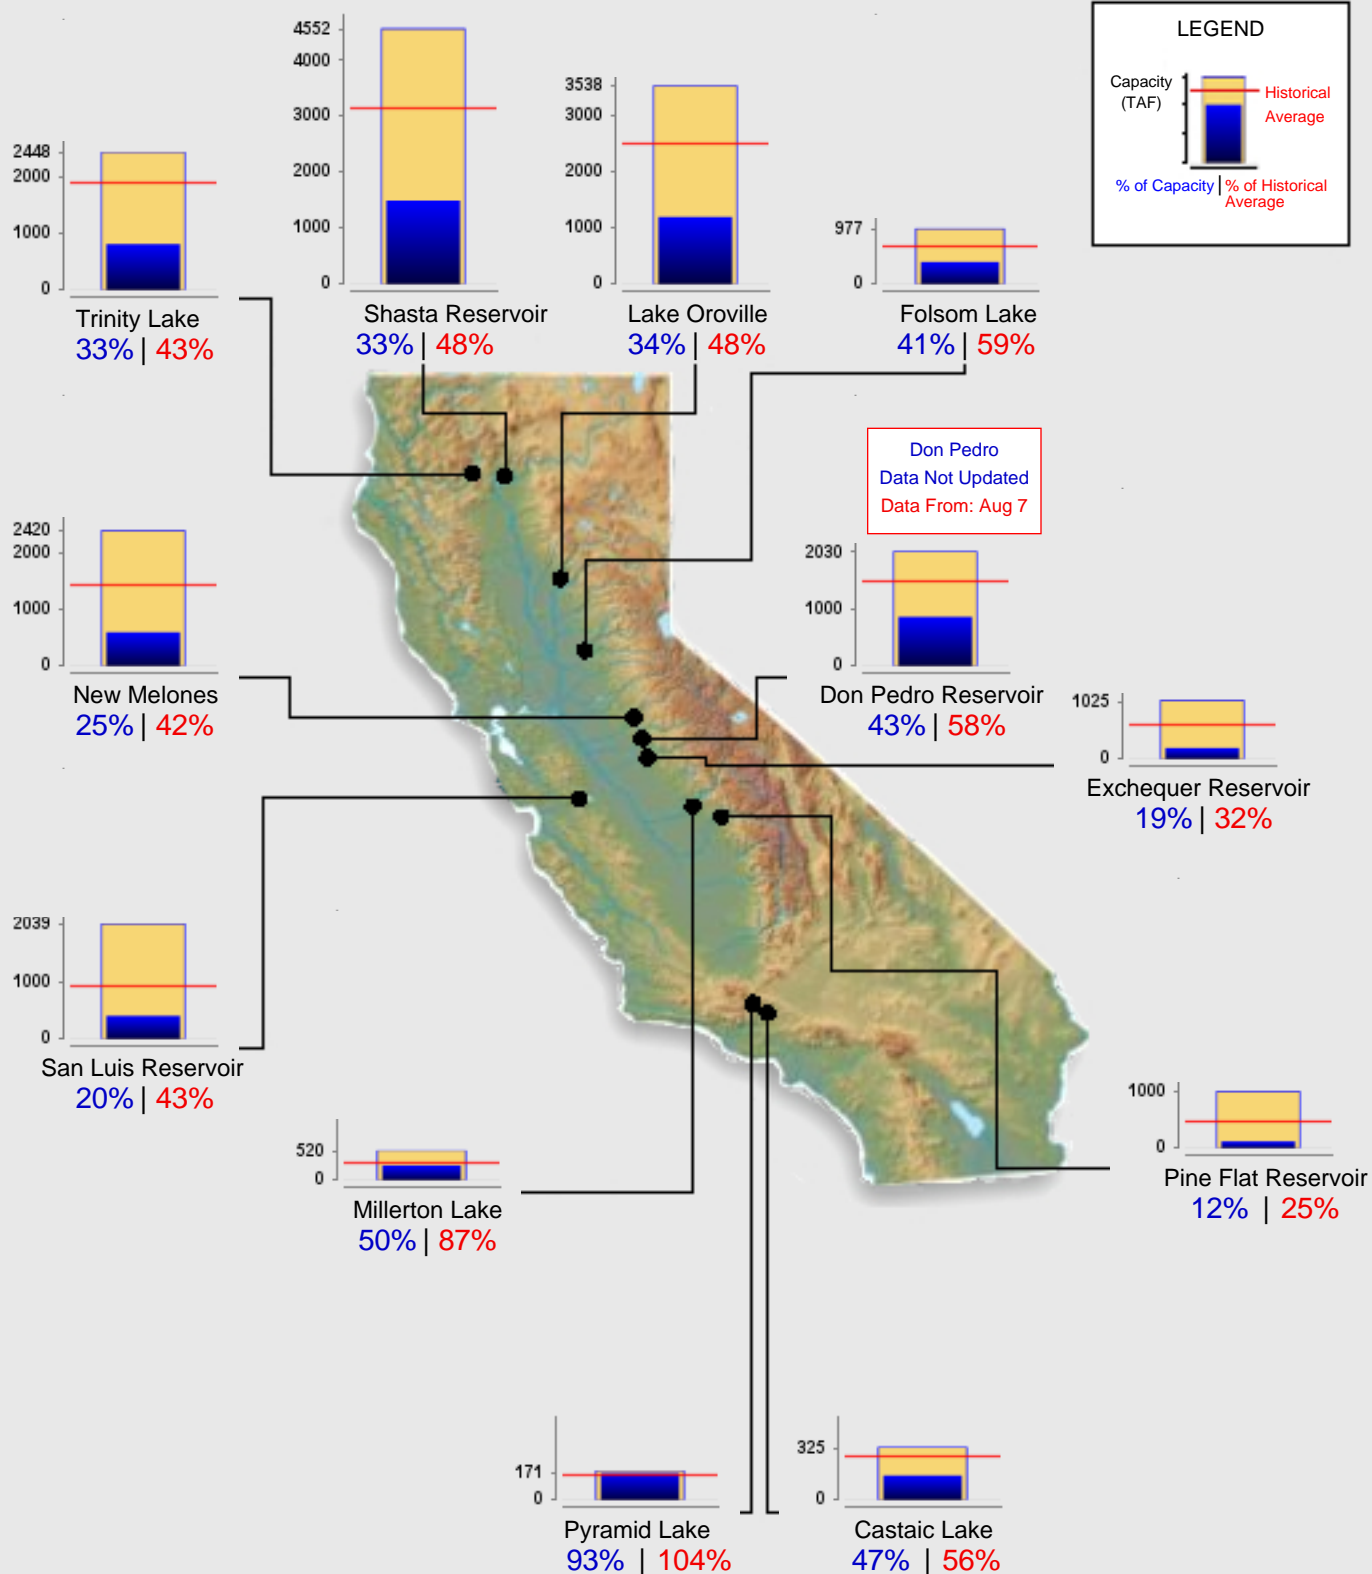 LEGEND
Capacity
(TAF)
Historical
Average
% of Capacity | % of Historical
Average
4552
4000
3000
2000
1000
0
Shasta Reservoir
33% | 48%
3538
3000
2000
1000
0
Lake Oroville
34% | 48%
2448
2000
1000
0
Trinity Lake
33% | 43%
977
0
Folsom Lake
41% | 59%
Don Pedro
Data Not Updated
Data From: Aug 7
2420
2000
1000
0
New Melones
25% | 42%
2030
1000
0
Don Pedro Reservoir
43% | 58%
1025
0
Exchequer Reservoir
19% | 32%
2039
1000
0
San Luis Reservoir
20% | 43%
520
0
Millerton Lake
50% | 87%
1000
0
Pine Flat Reservoir
12% | 25%
171
0
Pyramid Lake
93% | 104%
325
0
Castaic Lake
47% | 56%